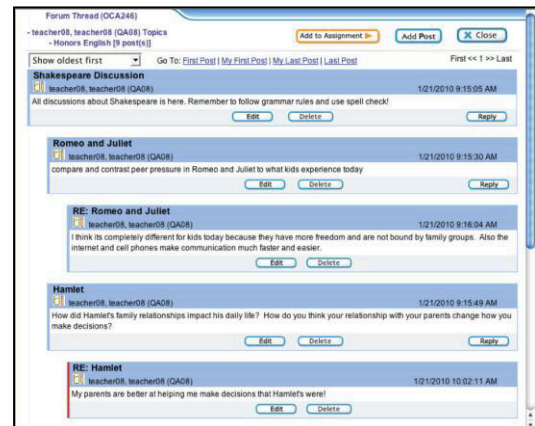 Forum Thread (OCA246)
- teacher08, teacher08 (QA08) Topics
- Honors English [9 post(s)]
Add to Assignment
Add Post
X Close
Show oldest first
Go To: First Post | My First Post | My Last Post | Last Post
First << 1 >> Last
Shakespeare Discussion
teacher08, teacher08 (QA08)
1/21/2010 9:15:05 AM
All discussions about Shakespeare is here. Remember to follow grammar rules and use spell check!
Edit
Delete
Reply
Romeo and Juliet
teacher08, teacher08 (QA08)
1/21/2010 9:15:30 AM
compare and contrast peer pressure in Romeo and Juliet to what kids experience today
Edit
Delete
Reply
RE: Romeo and Juliet
teacher08, teacher08 (QA08)
1/21/2010 9:16:04 AM
I think its completely different for kids today because they have more freedom and are not bound by family groups. Also the
internet and cell phones make communication much faster and easier.
Edit
Delete
Hamlet
teacher08, teacher08 (QA08)
1/21/2010 9:15:49 AM
How did Hamlet's family relationships impact his daily life? How do you think your relationship with your parents change how you
make decisions?
Edit
Delete
Reply
RE: Hamlet
teacher08, teacher08 (QA08)
1/21/2010 10:02:11 AM
My parents are better at helping me make decisions that Hamlet's were!
Edit
Delete